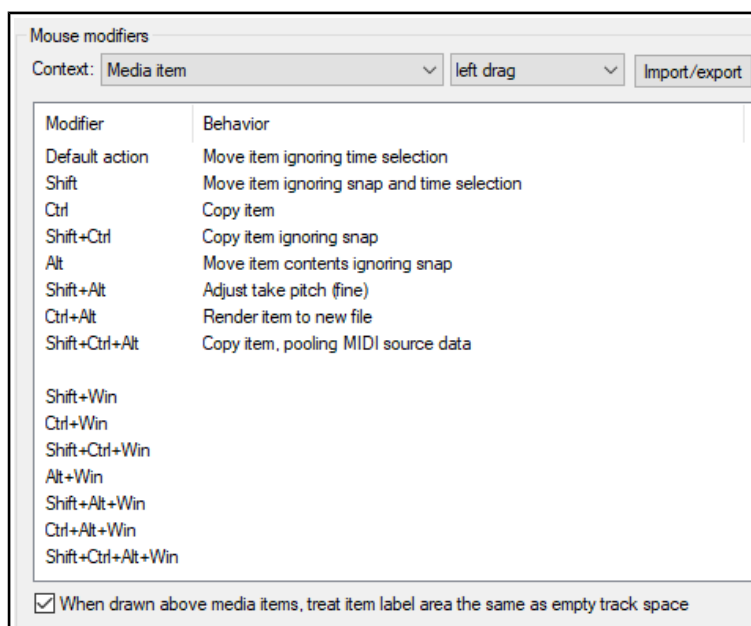 Mouse modifiers
Context: Media item left drag Import/export
Modifier Behavior
Default action Move item ignoring time selection
Shift Move item ignoring snap and time selection
Ctrl Copy item
Shift+Ctrl Copy item ignoring snap
Alt Move item contents ignoring snap
Shift+Alt Adjust take pitch (fine)
Ctrl+Alt Render item to new file
Shift+Ctrl+Alt Copy item, pooling MIDI source data
Shift+Win
Ctrl+Win
Shift+Ctrl+Win
Alt+Win
Shift+Alt+Win
Ctrl+Alt+Win
Shift+Ctrl+Alt+Win
When drawn above media items, treat item label area the same as empty track space